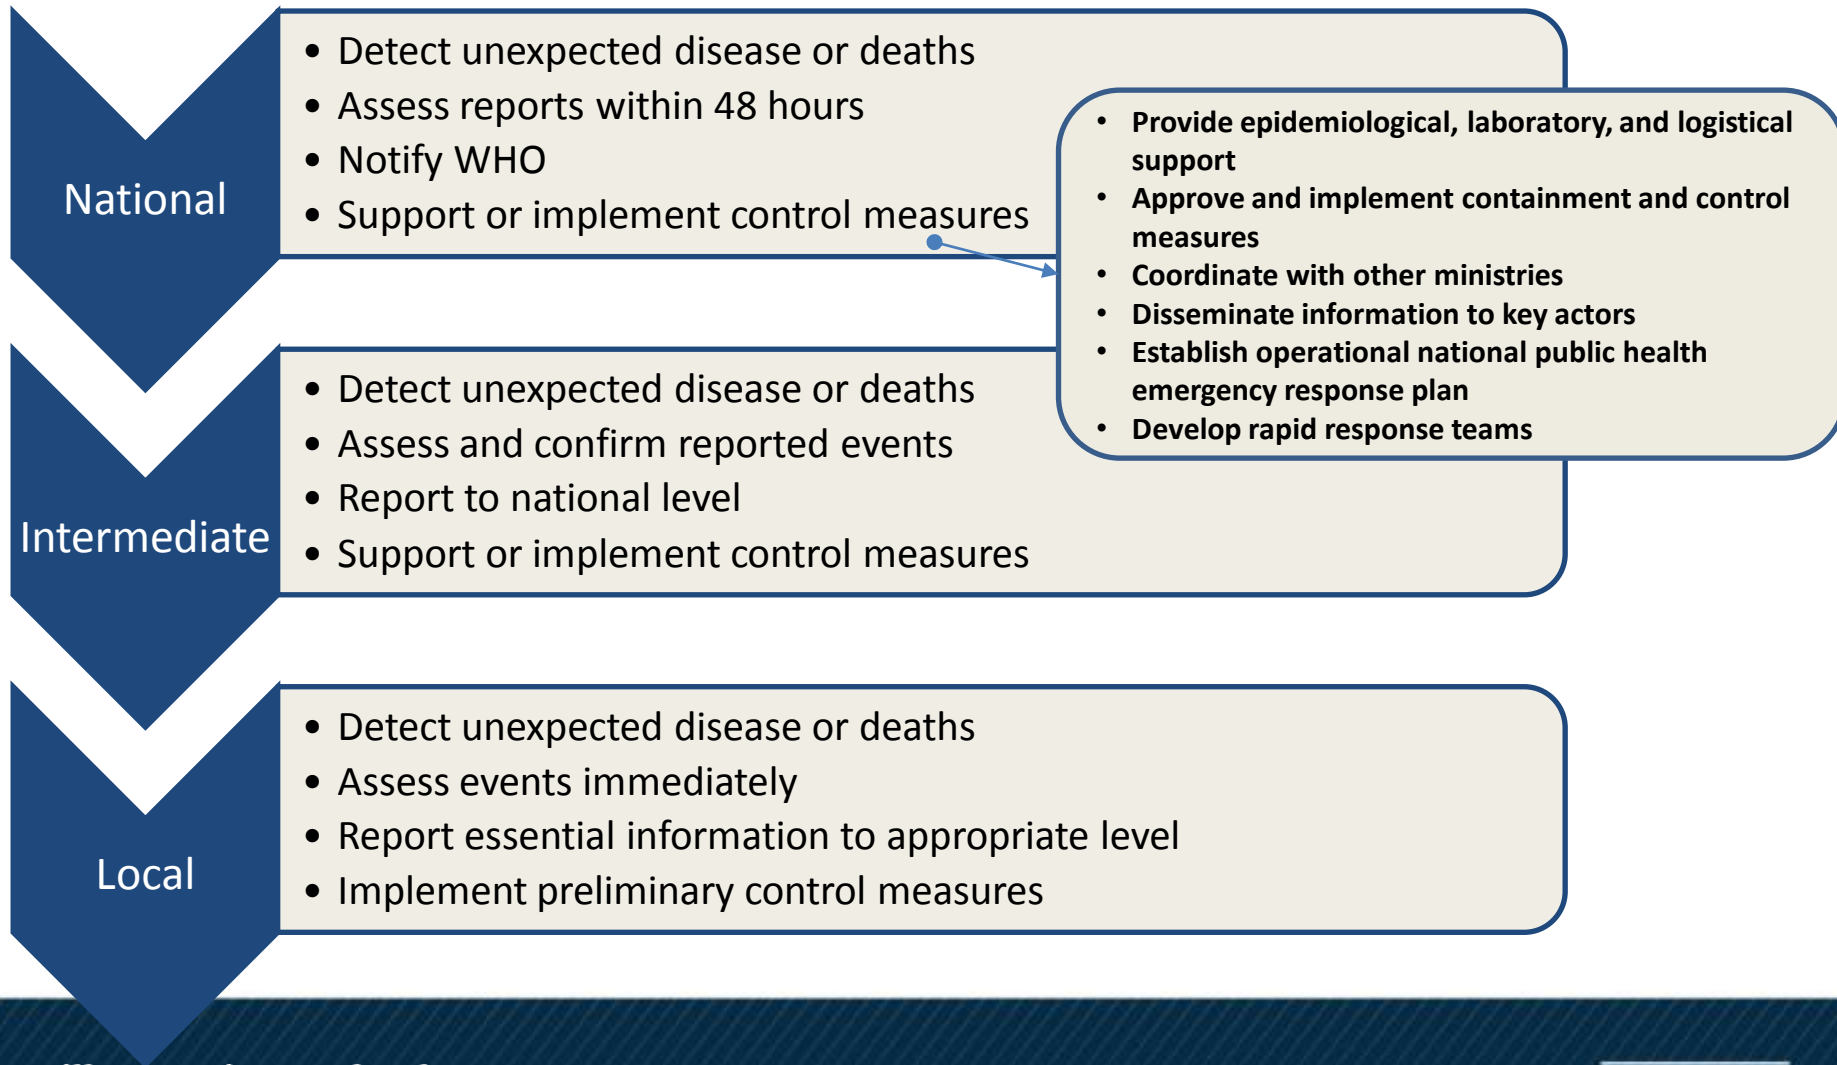 National
• Detect unexpected disease or deaths
• Assess reports within 48 hours
• Notify WHO
• Support or implement control measures
• Provide epidemiological, laboratory, and logistical
support
• Approve and implement containment and control
measures
• Coordinate with other ministries
• Disseminate information to key actors
• Establish operational national public health
emergency response plan
• Develop rapid response teams
Intermediate
• Detect unexpected disease or deaths
• Assess and confirm reported events
• Report to national level
• Support or implement control measures
Local
• Detect unexpected disease or deaths
• Assess events immediately
• Report essential information to appropriate level
• Implement preliminary control measures